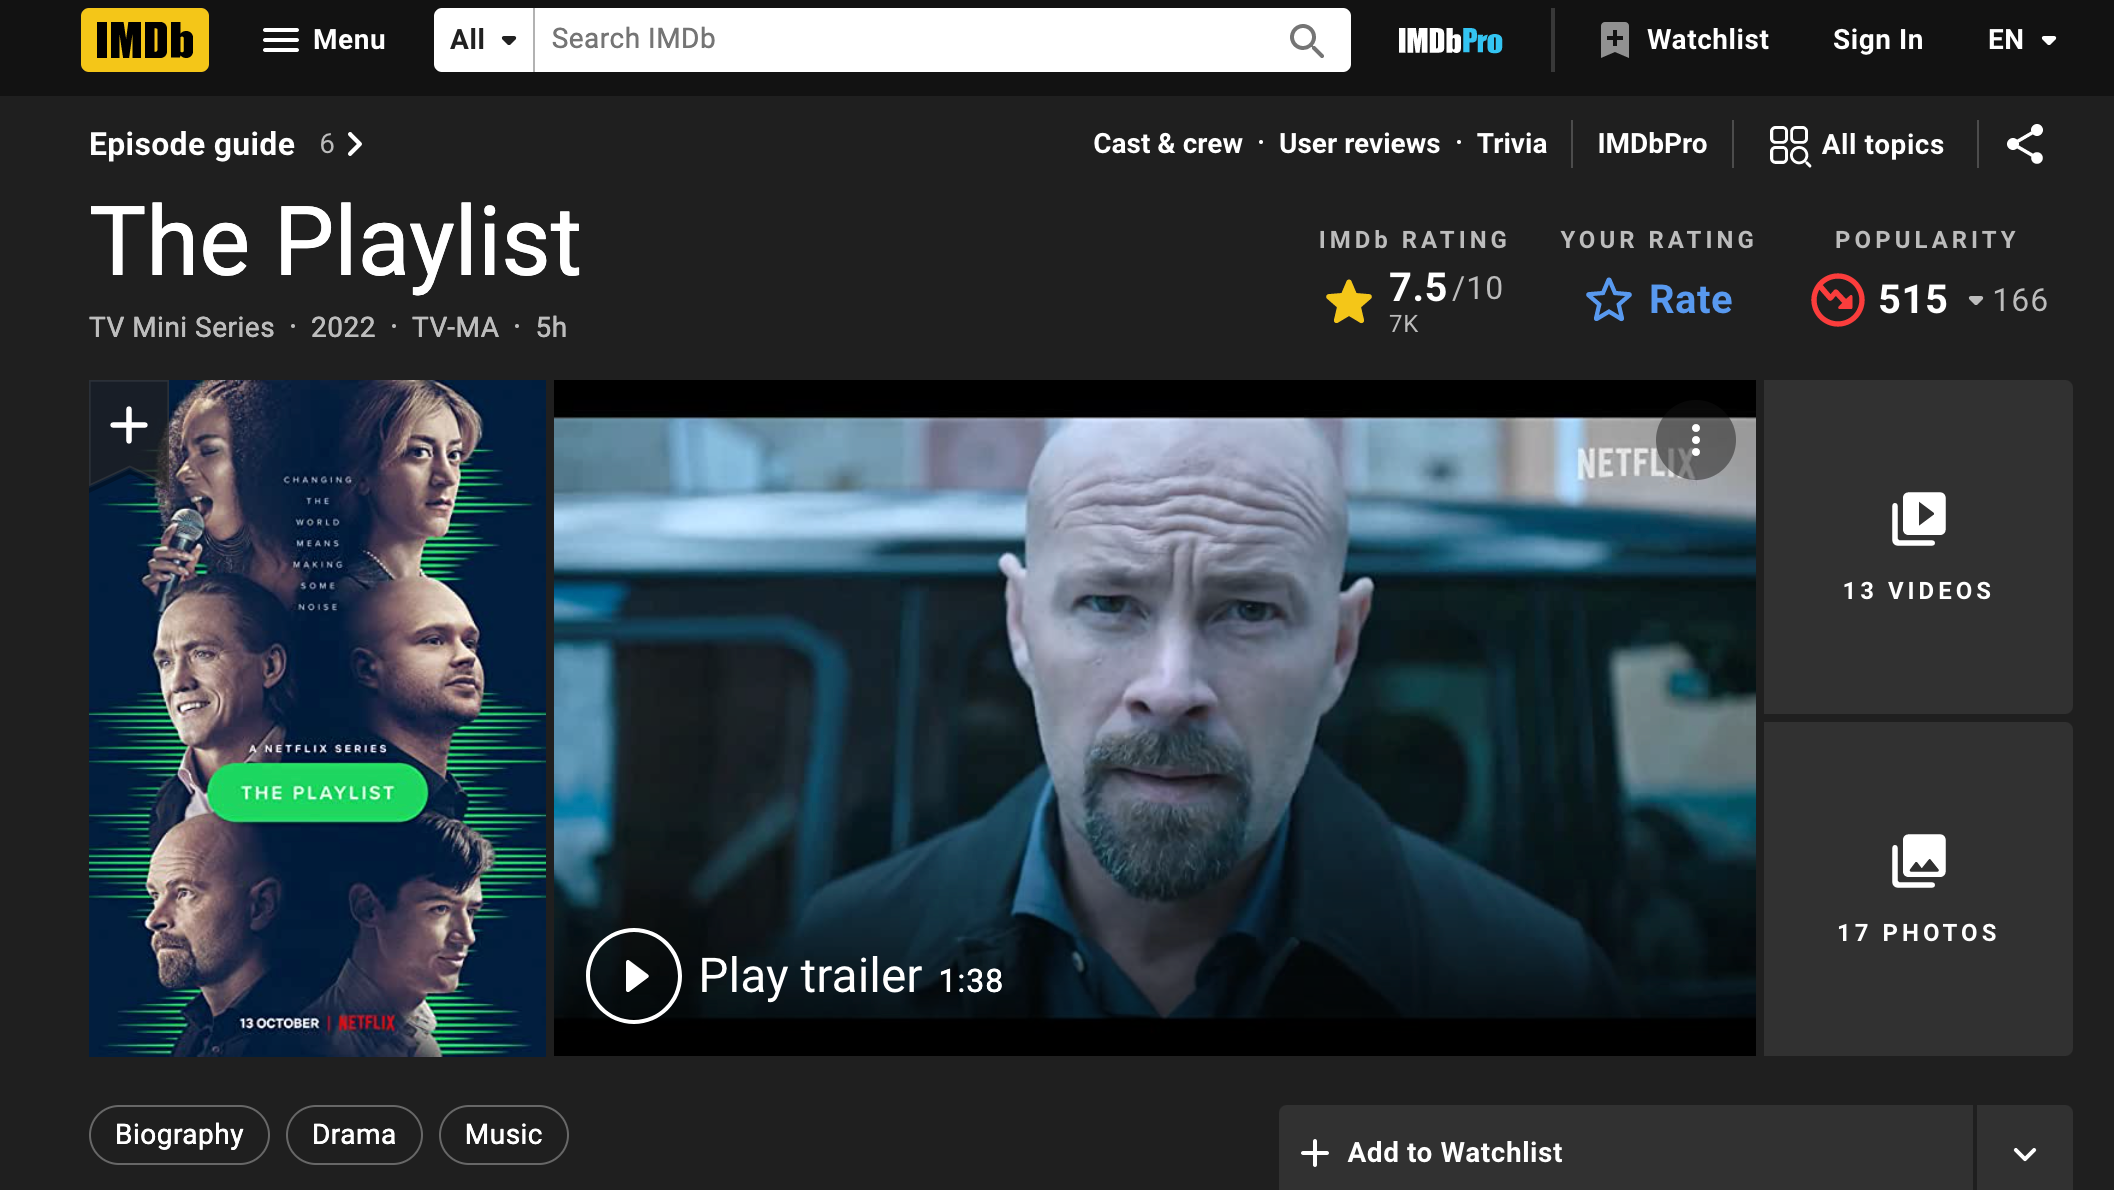 IMDb Menu All Search IMDb IMDbPro Watchlist Sign In EN
Episode guide 6 Cast & crew · User reviews · Trivia IMDbPro All topics
The Playlist
TV Mini Series · 2022 · TV-MA · 5h
IMDb RATING YOUR RATING POPULARITY
7.5/10 Rate 515 166
7K
CHANGING
THE
WORLD
MEANS
MAKING
SOME
NOISE
A NETFLIX SERIES
THE PLAYLIST
13 OCTOBER | NETFLIX
NETFLIX
Play trailer 1:38
13 VIDEOS
17 PHOTOS
Biography Drama Music
Add to Watchlist